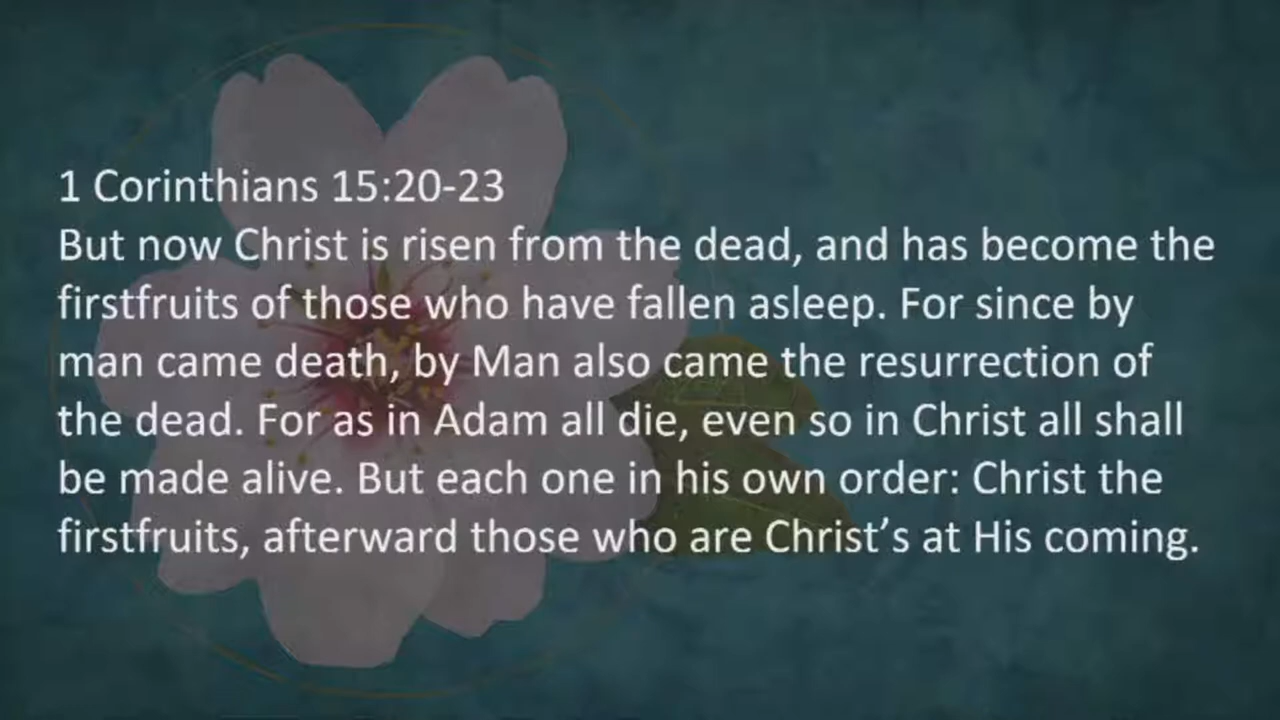 1 Corinthians 15:20-23
But now Christ is risen from the dead, and has become the
firstfruits of those who have fallen asleep. For since by
man came death, by Man also came the resurrection of
the dead. For as in Adam all die, even so in Christ all shall
be made alive. But each one in his own order: Christ the
firstfruits, afterward those who are Christ’s at His coming.